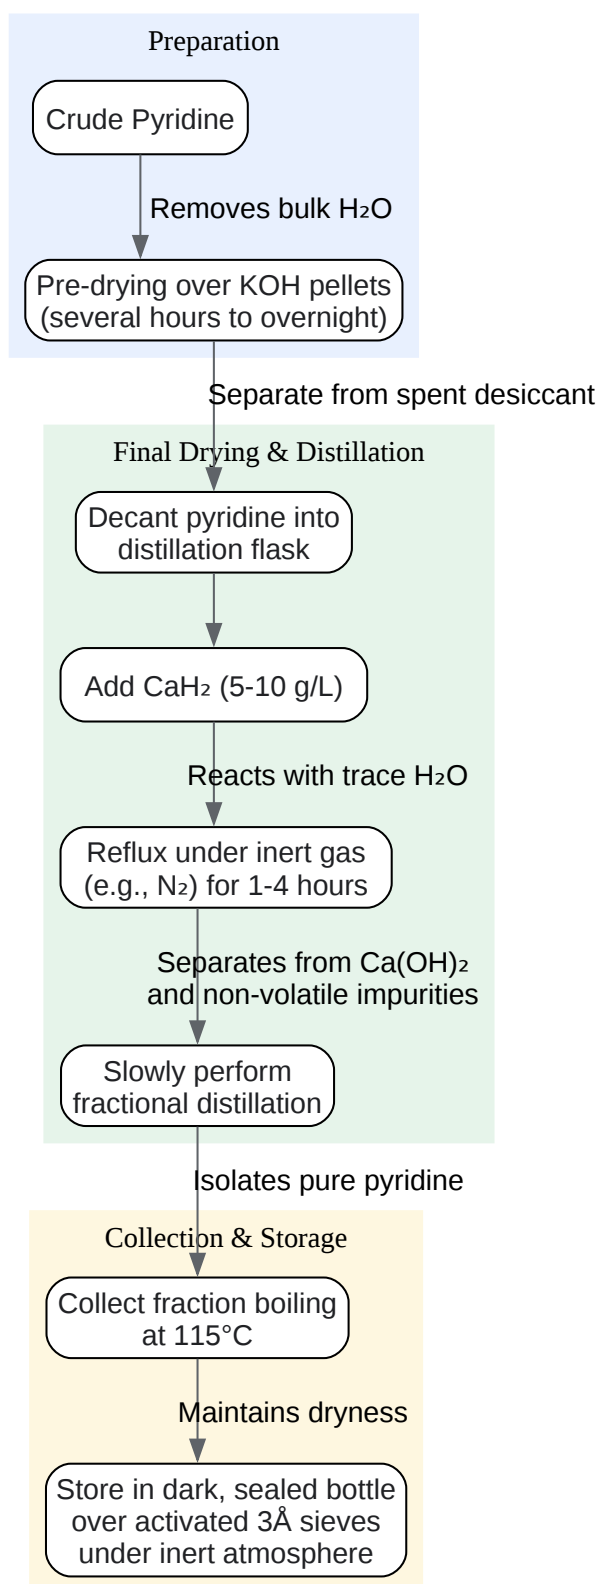 Preparation
Crude Pyridine
Removes bulk H₂O
Pre-drying over KOH pellets
(several hours to overnight)
Separate from spent desiccant
Final Drying & Distillation
Decant pyridine into
distillation flask
Add CaH₂ (5-10 g/L)
Reacts with trace H₂O
Reflux under inert gas
(e.g., N₂) for 1-4 hours
Separates from Ca(OH)₂
and non-volatile impurities
Slowly perform
fractional distillation
Isolates pure pyridine
Collection & Storage
Collect fraction boiling
at 115°C
Maintains dryness
Store in dark, sealed bottle
over activated 3Å sieves
under inert atmosphere